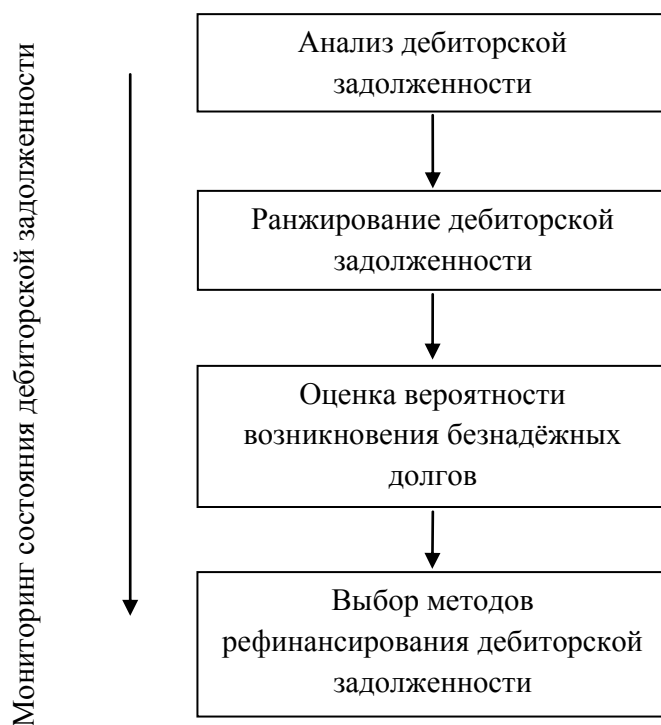 Мониторинг состояния дебиторской задолженности
Анализ дебиторской
задолженности
Ранжирование дебиторской
задолженности
Оценка вероятности
возникновения безнадёжных
долгов
Выбор методов
рефинансирования дебиторской
задолженности